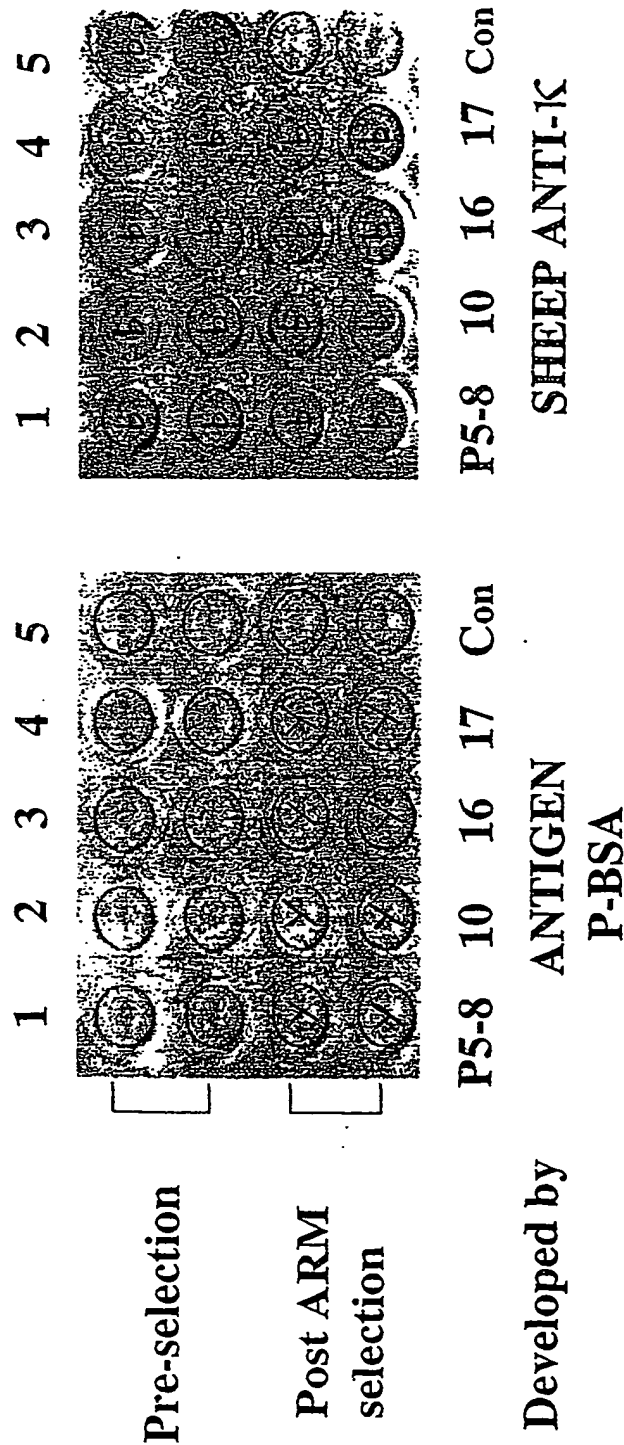 1 2 3 4 5
1 2 3 4 5
Pre-selection
Post ARM
selection
P5-8 10 16 17 Con
P5-8 10 16 17 Con
Developed by
ANTIGEN
P-BSA
SHEEP ANTI-K